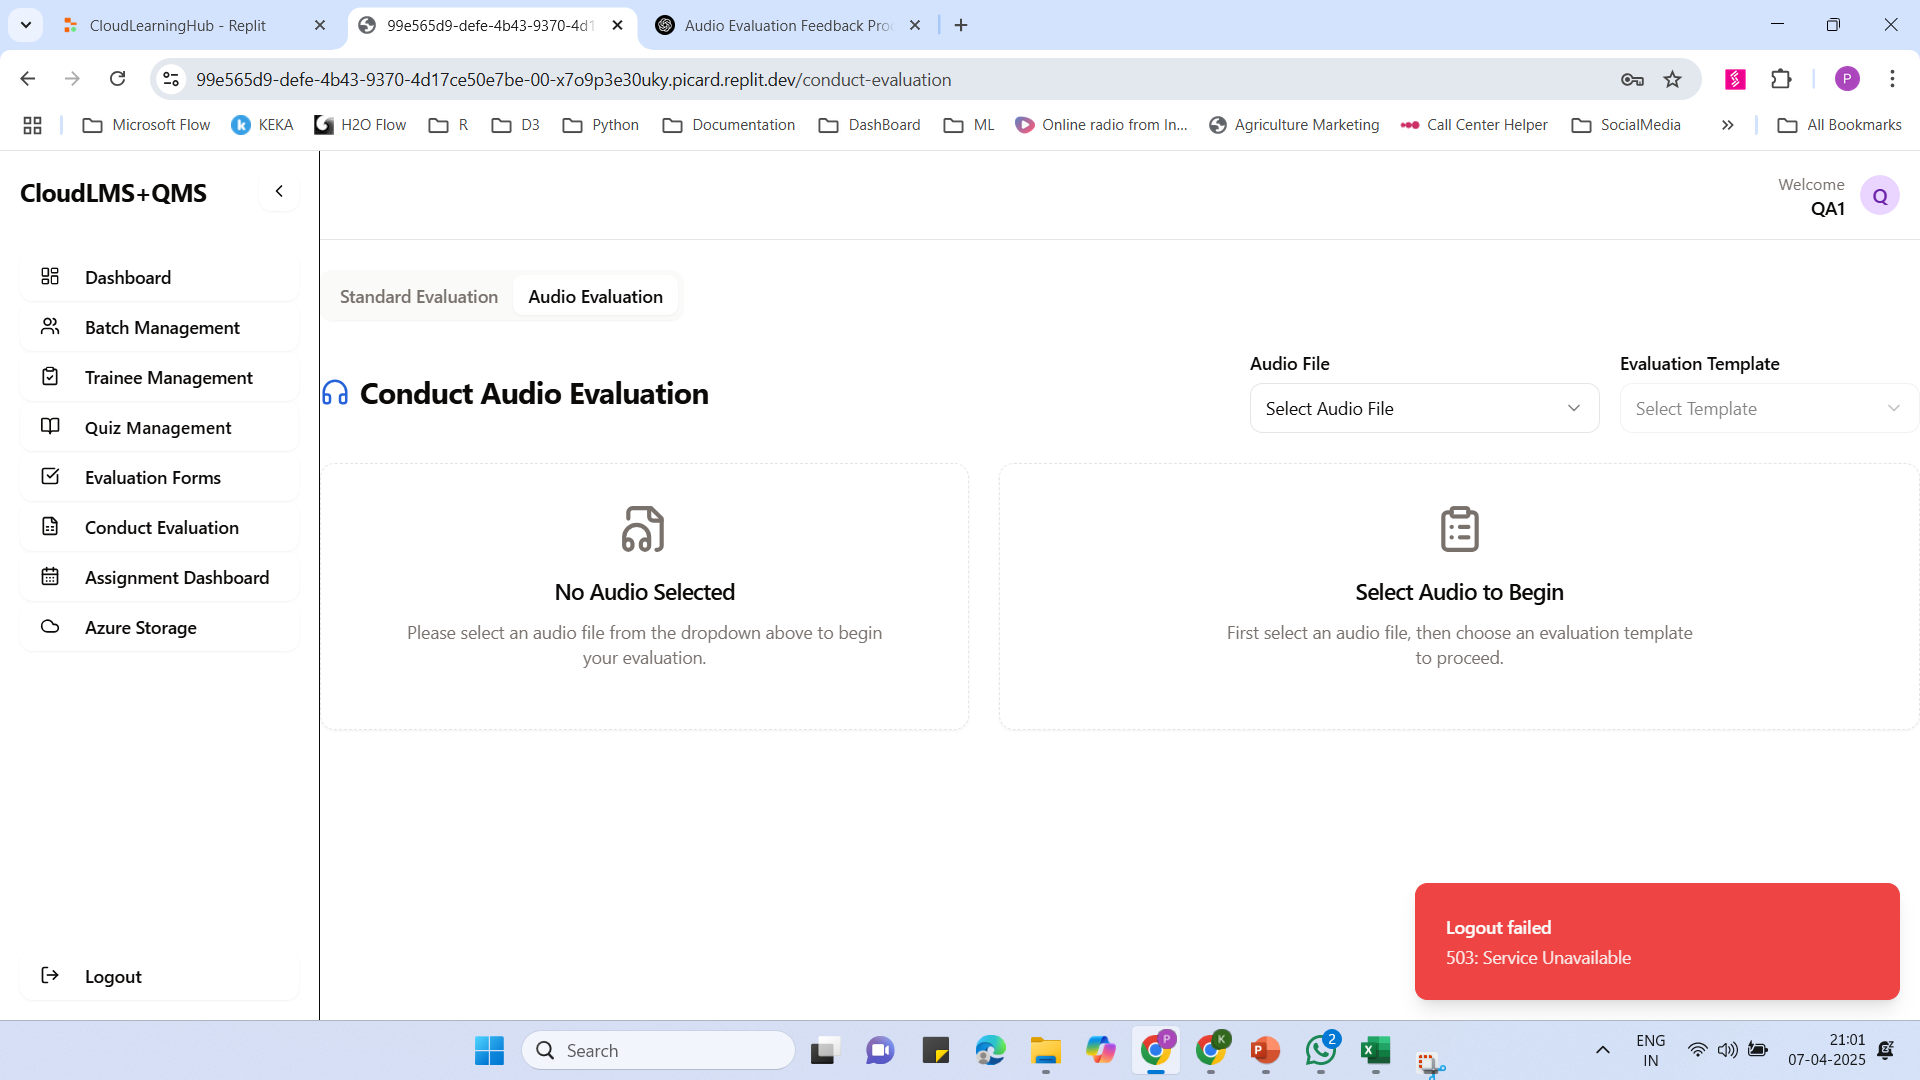 CloudLearningHub - Replit
99e565d9-defe-4b43-9370-4d1
Audio Evaluation Feedback Pro
99e565d9-defe-4b43-9370-4d17ce50e7be-00-x7o9p3e30uky.picard.replit.dev/conduct-evaluation
P
Microsoft Flow
KEKA
H2O Flow
R
D3
Python
Documentation
DashBoard
ML
Online radio from In...
Agriculture Marketing
Call Center Helper
SocialMedia
All Bookmarks
CloudLMS+QMS
Welcome
QA1
Q
Dashboard
Batch Management
Trainee Management
Quiz Management
Evaluation Forms
Conduct Evaluation
Assignment Dashboard
Azure Storage
Logout
Standard Evaluation
Audio Evaluation
Conduct Audio Evaluation
Audio File
Select Audio File
Evaluation Template
Select Template
No Audio Selected
Please select an audio file from the dropdown above to begin
your evaluation.
Select Audio to Begin
First select an audio file, then choose an evaluation template
to proceed.
Logout failed
503: Service Unavailable
Search
P
K
2
ENG
IN
21:01
07-04-2025